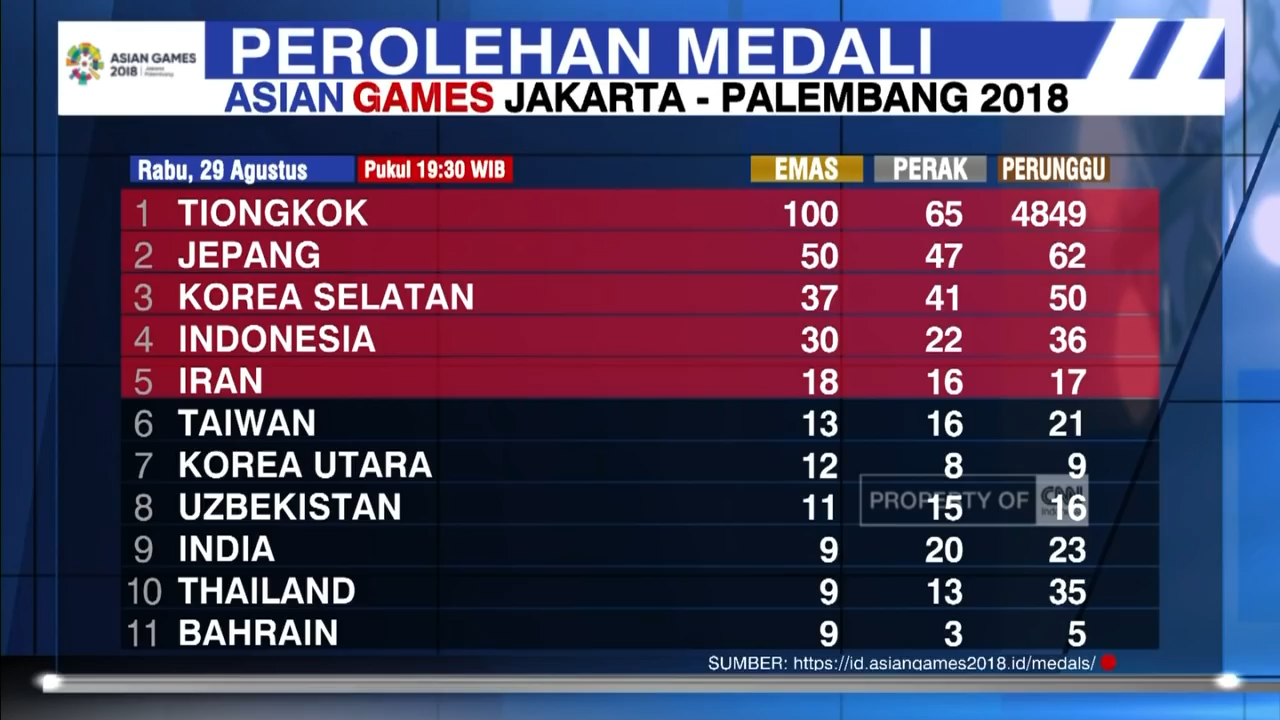 ASIAN GAMES
2018 Jakarta Palembang
PEROLEHAN MEDALI
ASIAN GAMES JAKARTA - PALEMBANG 2018
Rabu, 29 Agustus Pukul 19:30 WIB EMAS PERAK PERUNGGU
1 TIONGKOK 100 65 4849
2 JEPANG 50 47 62
3 KOREA SELATAN 37 41 50
4 INDONESIA 30 22 36
5 IRAN 18 16 17
6 TAIWAN 13 16 21
7 KOREA UTARA 12 8 9
8 UZBEKISTAN 11 15 16
PROPERTY OF CNN Indonesia
9 INDIA 9 20 23
10 THAILAND 9 13 35
11 BAHRAIN 9 3 5
SUMBER: https://id.asiangames2018.id/medals/